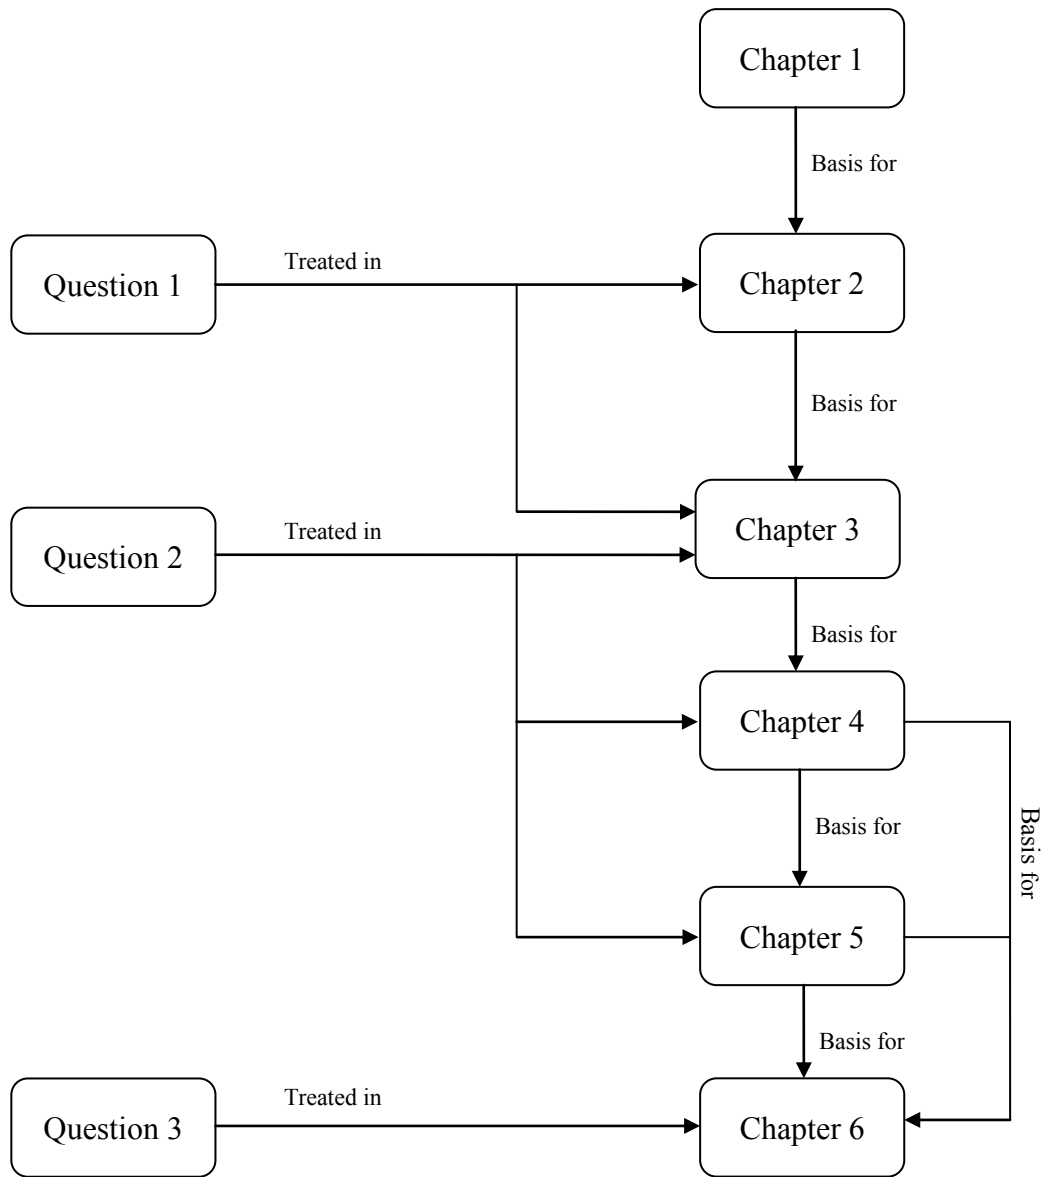 Chapter 1
Basis for
Question 1
Treated in
Chapter 2
Basis for
Question 2
Treated in
Chapter 3
Basis for
Chapter 4
Basis for
Basis for
Chapter 5
Basis for
Question 3
Treated in
Chapter 6